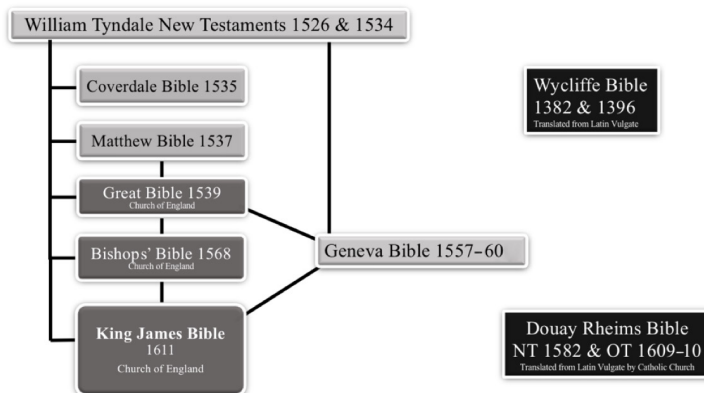 William Tyndale New Testaments 1526 & 1534
Coverdale Bible 1535
Matthew Bible 1537
Great Bible 1539
Church of England
Bishops' Bible 1568
Church of England
King James Bible
1611
Church of England
Geneva Bible 1557–60
Wycliffe Bible
1382 & 1396
Translated from Latin Vulgate
Douay Rheims Bible
NT 1582 & OT 1609–10
Translated from Latin Vulgate by Catholic Church